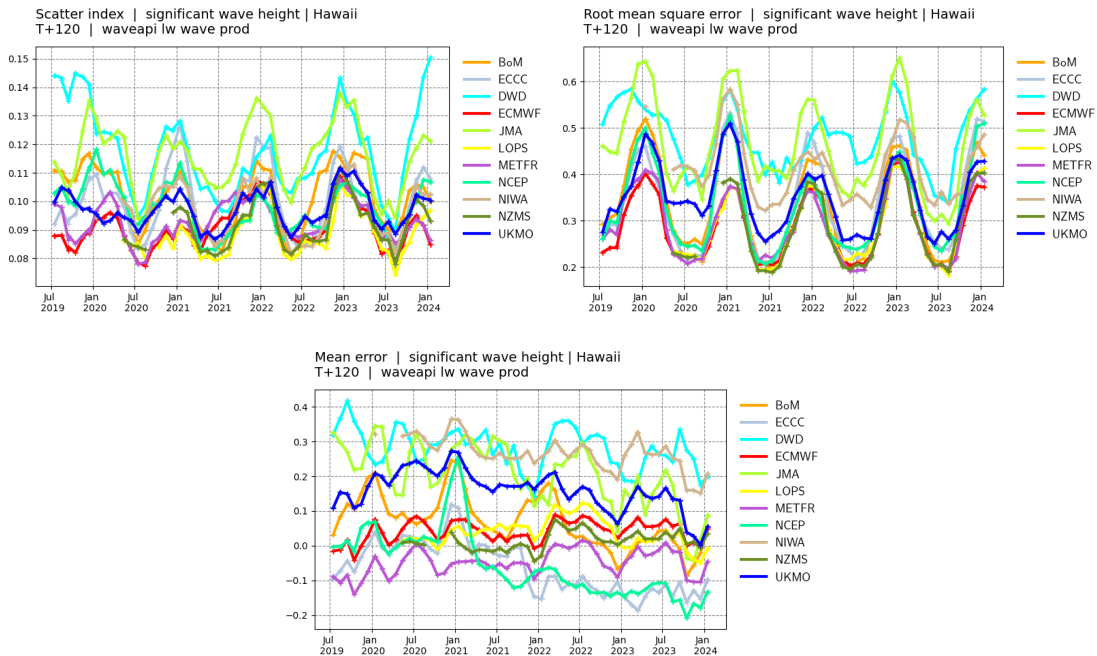 Scatter index | significant wave height | Hawaii
T+120 | waveapi lw wave prod
0.15
0.14
0.13
0.12
0.11
0.10
0.09
0.08
Jul Jan Jul Jan Jul Jan Jul Jan Jul Jan
2019 2020 2020 2021 2021 2022 2022 2023 2023 2024
BoM
ECCC
DWD
ECMWF
JMA
LOPS
METFR
NCEP
NIWA
NZMS
UKMO
Root mean square error | significant wave height | Hawaii
T+120 | waveapi lw wave prod
0.6
0.5
0.4
0.3
0.2
Jul Jan Jul Jan Jul Jan Jul Jan Jul Jan
2019 2020 2020 2021 2021 2022 2022 2023 2023 2024
BoM
ECCC
DWD
ECMWF
JMA
LOPS
METFR
NCEP
NIWA
NZMS
UKMO
Mean error | significant wave height | Hawaii
T+120 | waveapi lw wave prod
0.4
0.3
0.2
0.1
0.0
−0.1
−0.2
Jul Jan Jul Jan Jul Jan Jul Jan Jul Jan
2019 2020 2020 2021 2021 2022 2022 2023 2023 2024
BoM
ECCC
DWD
ECMWF
JMA
LOPS
METFR
NCEP
NIWA
NZMS
UKMO